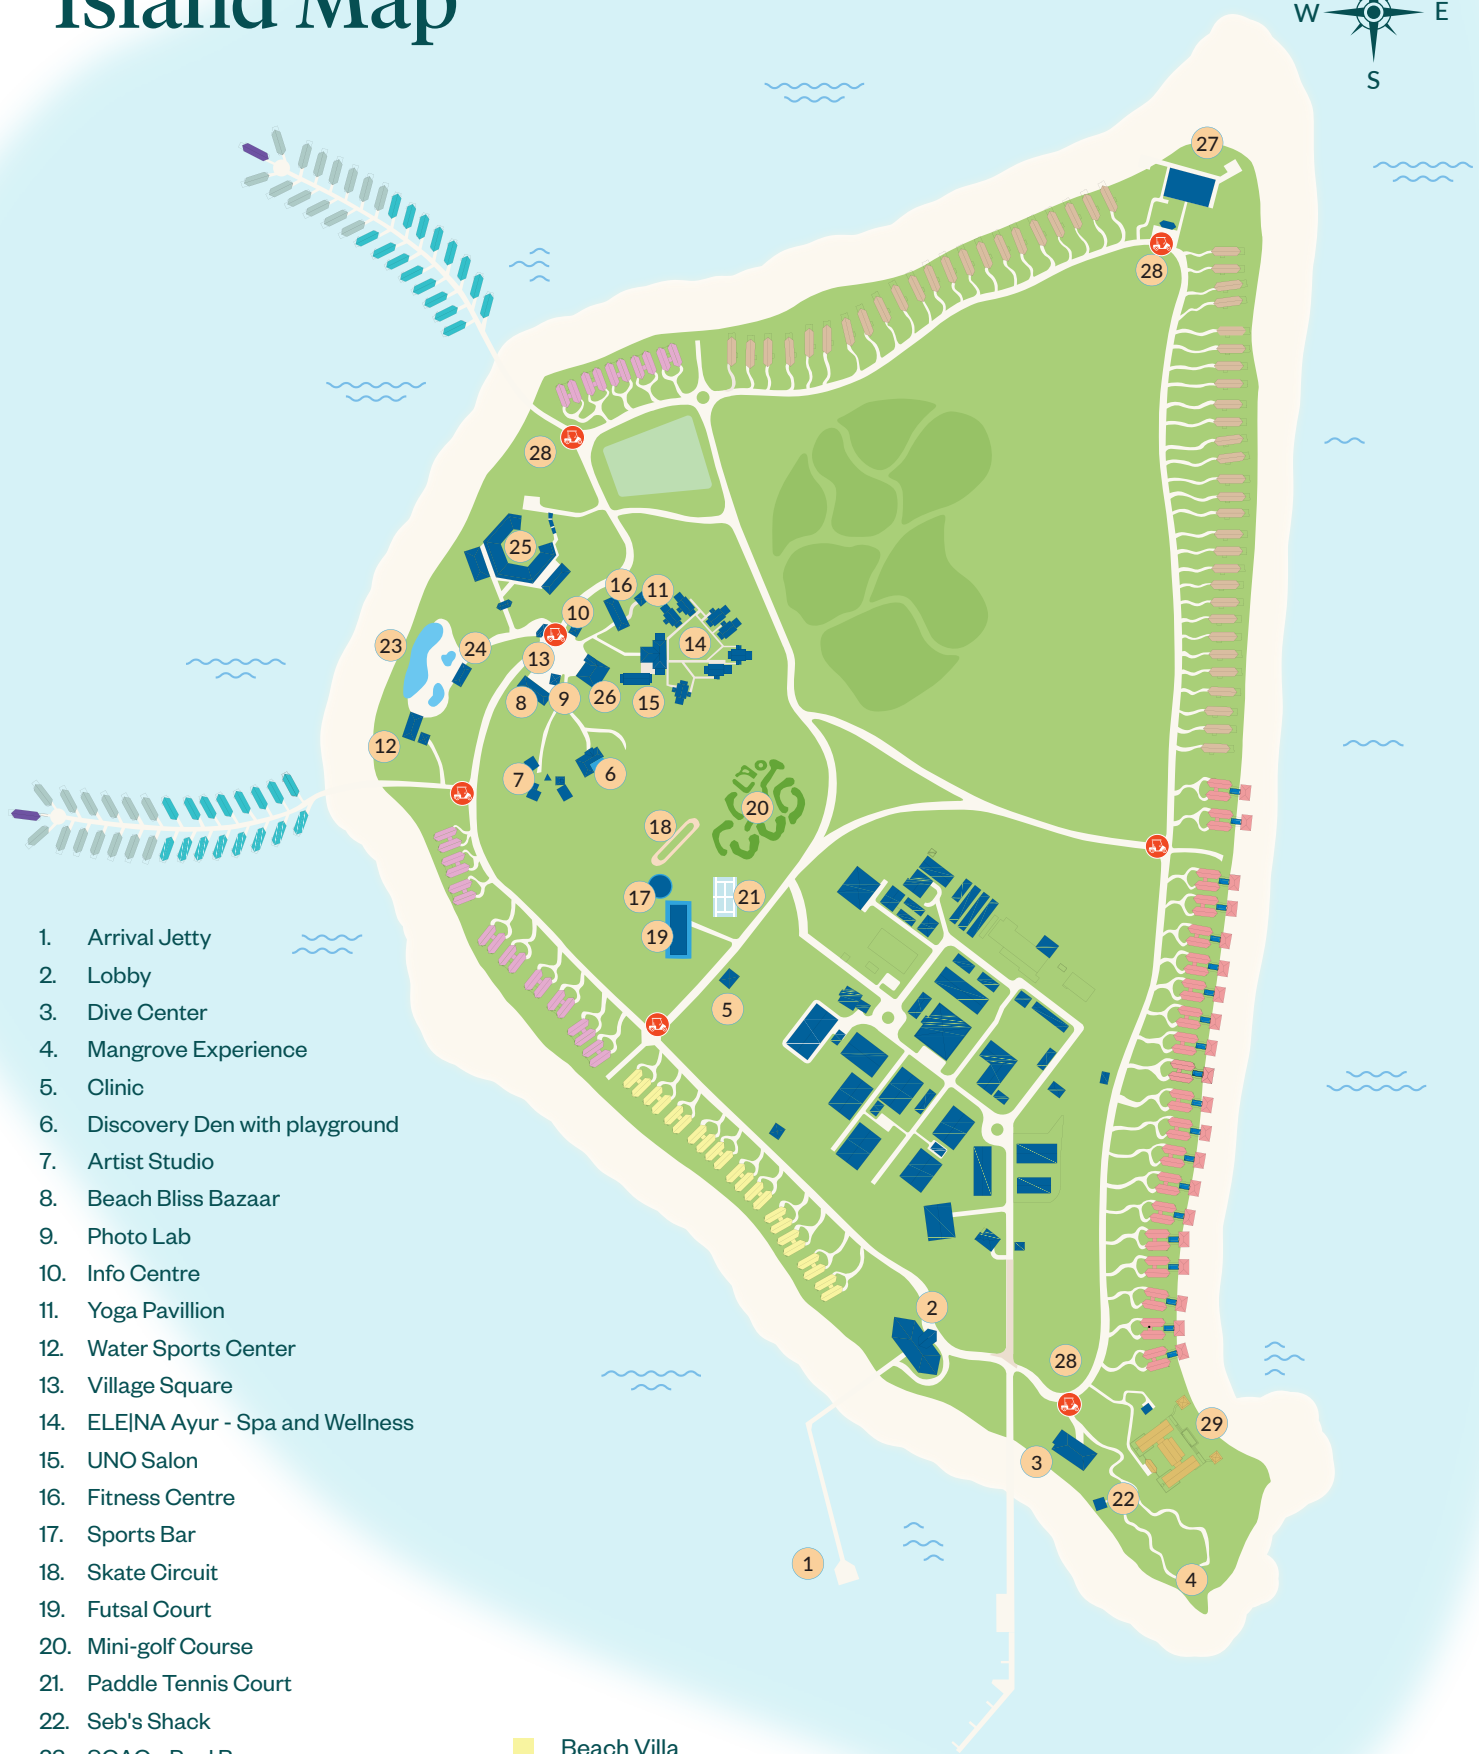 Island Map
W
E
S
27
28
28
25
16
11
10
14
23
24
13
8
9
26
15
12
7
6
20
18
17
21
19
5
2
28
29
3
22
1
4
1. Arrival Jetty
2. Lobby
3. Dive Center
4. Mangrove Experience
5. Clinic
6. Discovery Den with playground
7. Artist Studio
8. Beach Bliss Bazaar
9. Photo Lab
10. Info Centre
11. Yoga Pavillion
12. Water Sports Center
13. Village Square
14. ELE|NA Ayur - Spa and Wellness
15. UNO Salon
16. Fitness Centre
17. Sports Bar
18. Skate Circuit
19. Futsal Court
20. Mini-golf Course
21. Paddle Tennis Court
22. Seb's Shack
Beach Villa